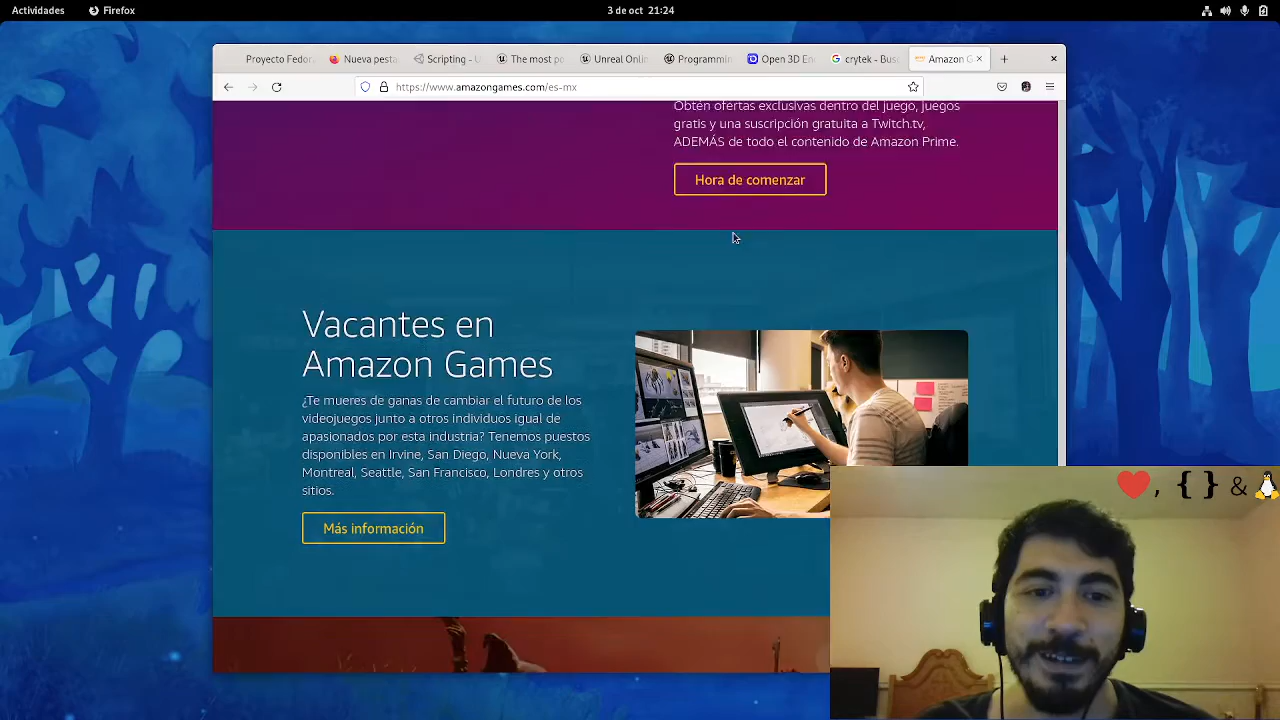 Actividades Firefox 3 de oct 21:24
Proyecto Fedor Nueva pesta Scripting - U The most po Unreal Onli Programmin Open 3D En crytek - Bus Amazon G
https://www.amazongames.com/es-mx
Obtén ofertas exclusivas dentro del juego, juegos
gratis y una suscripción gratuita a Twitch.tv,
ADEMÁS de todo el contenido de Amazon Prime.
Hora de comenzar
Vacantes en
Amazon Games
¿Te mueres de ganas de cambiar el futuro de los
videojuegos junto a otros individuos igual de
apasionados por esta industria? Tenemos puestos
disponibles en Irvine, San Diego, Nueva York,
Montreal, Seattle, San Francisco, Londres y otros
sitios.
Más información
, { } &